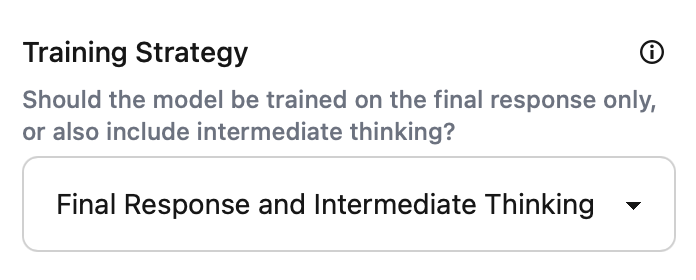 Training Strategy
Should the model be trained on the final response only,
or also include intermediate thinking?
Final Response and Intermediate Thinking